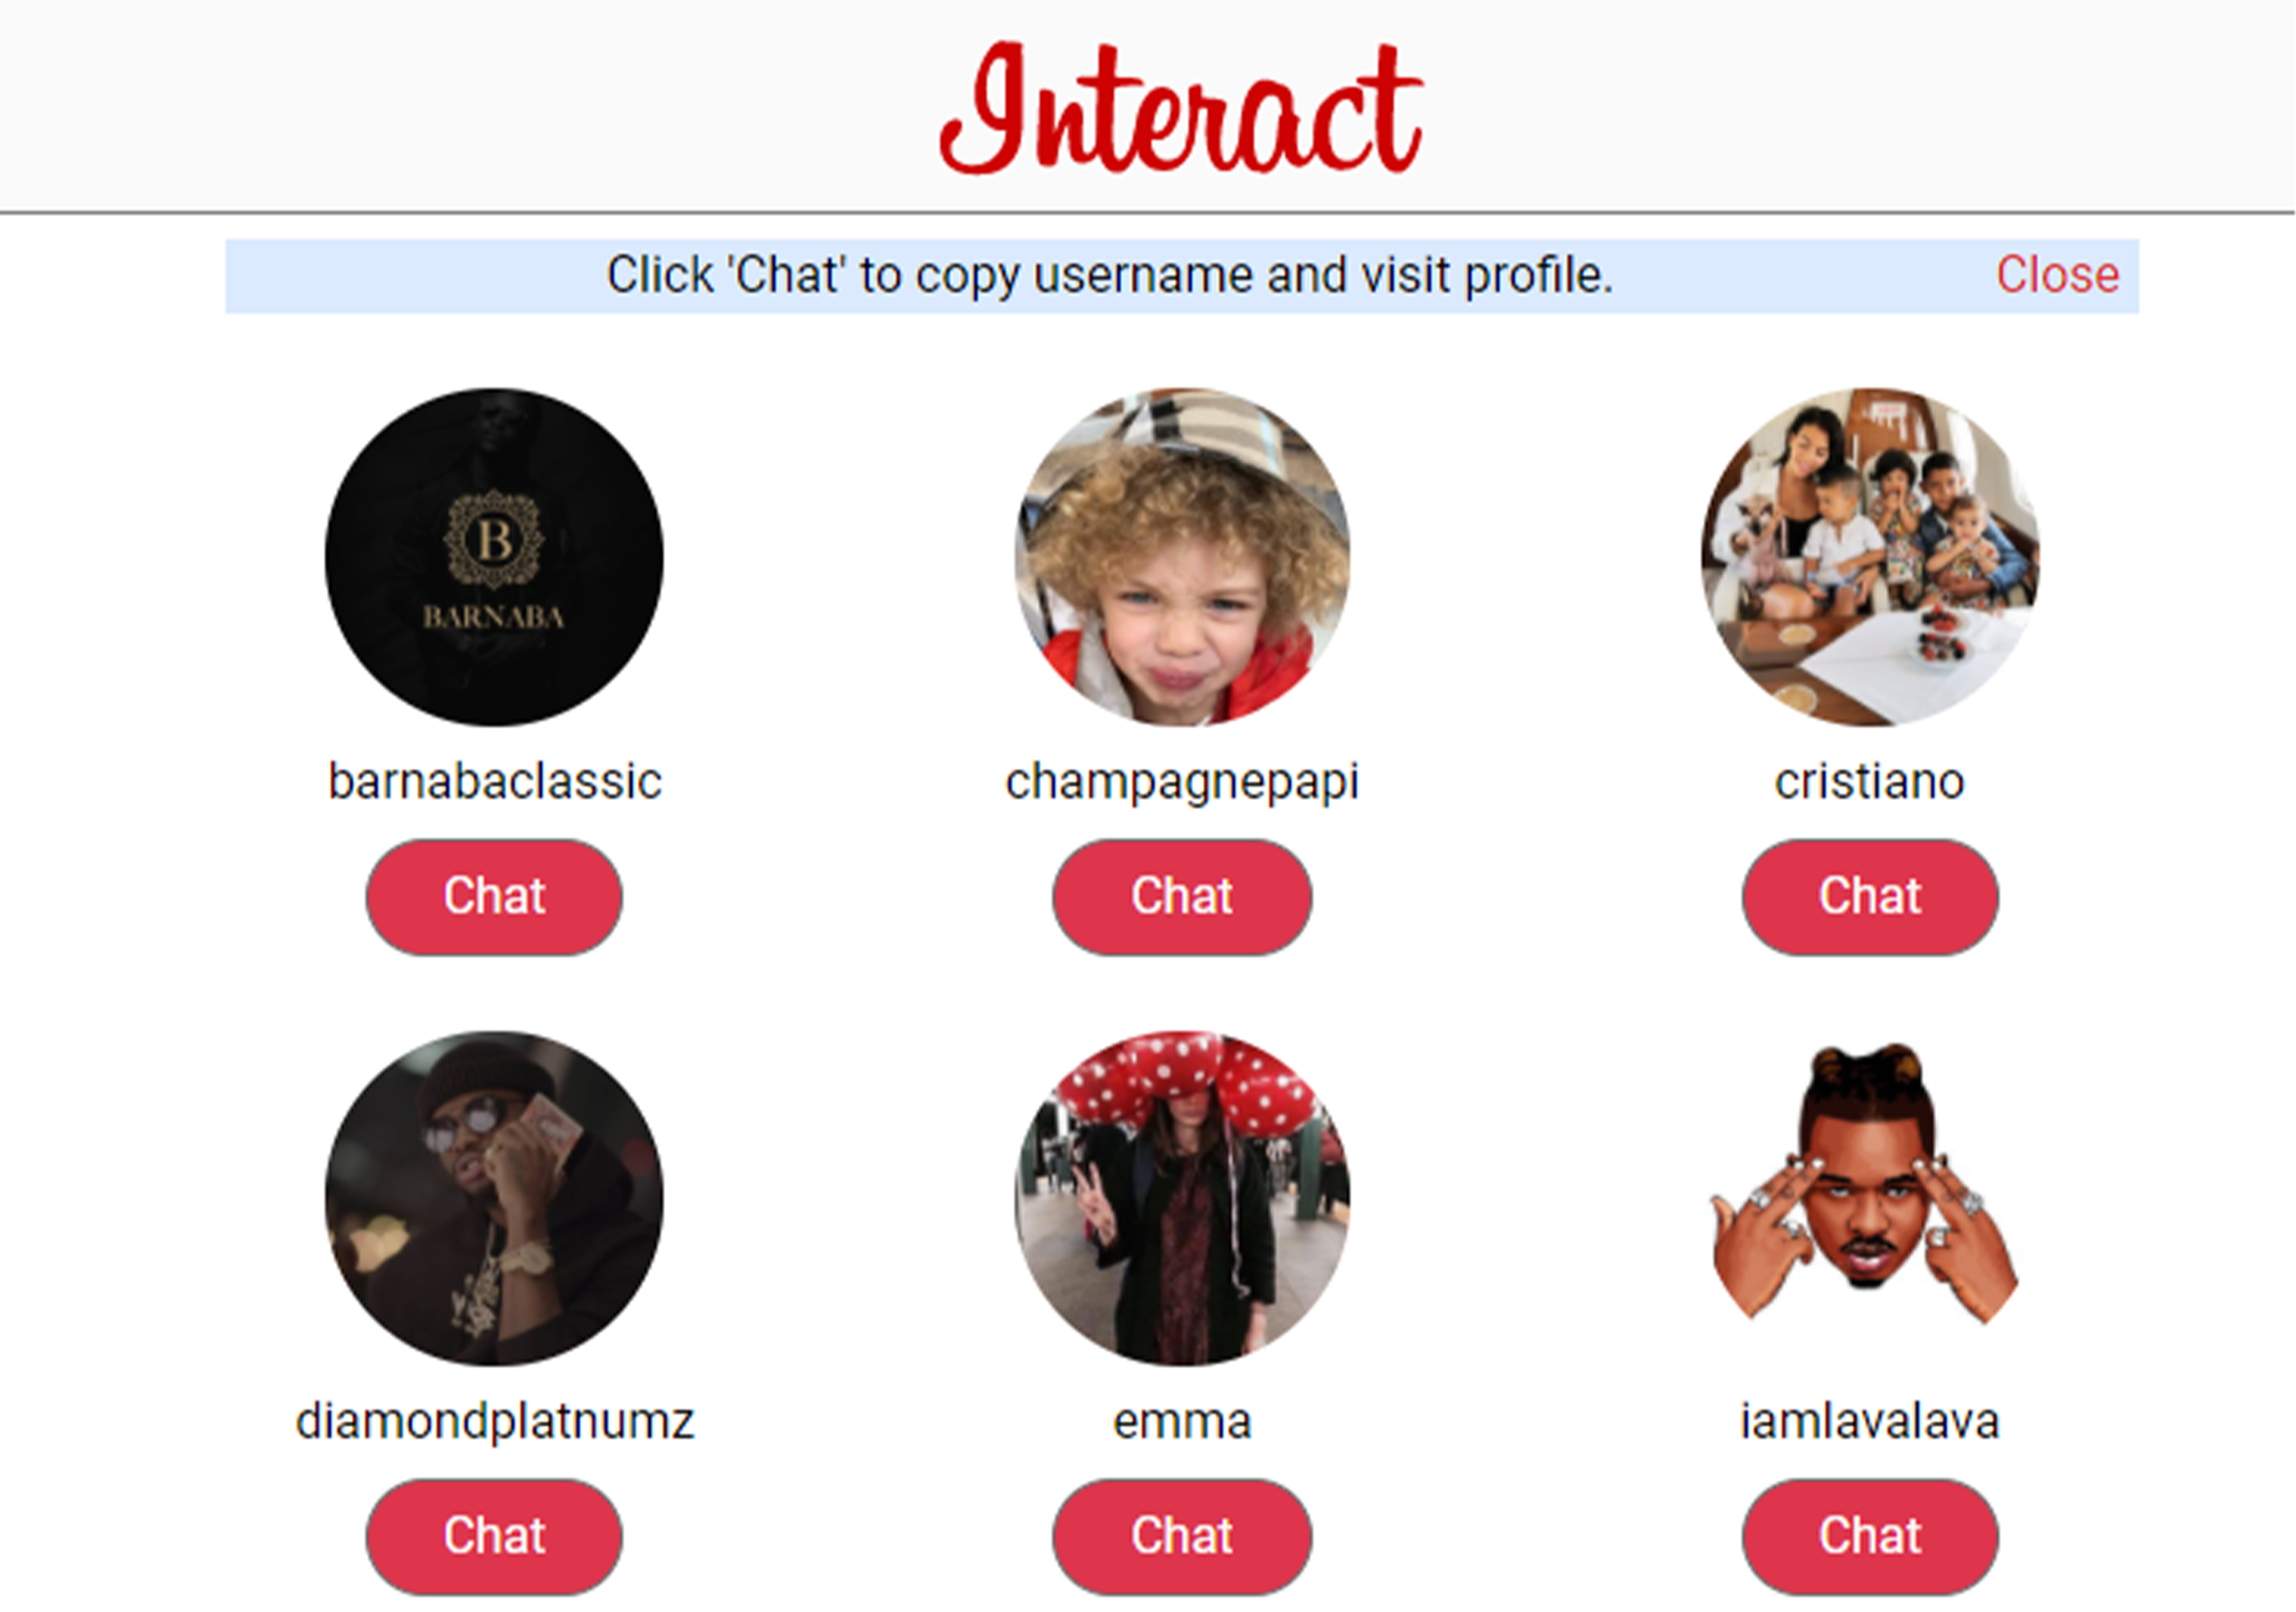 Interact
Click 'Chat' to copy username and visit profile.
Close
B
BARNABA
barnabaclassic
champagnepapi
cristiano
Chat
Chat
Chat
diamondplatnumz
emma
iamlavalava
Chat
Chat
Chat